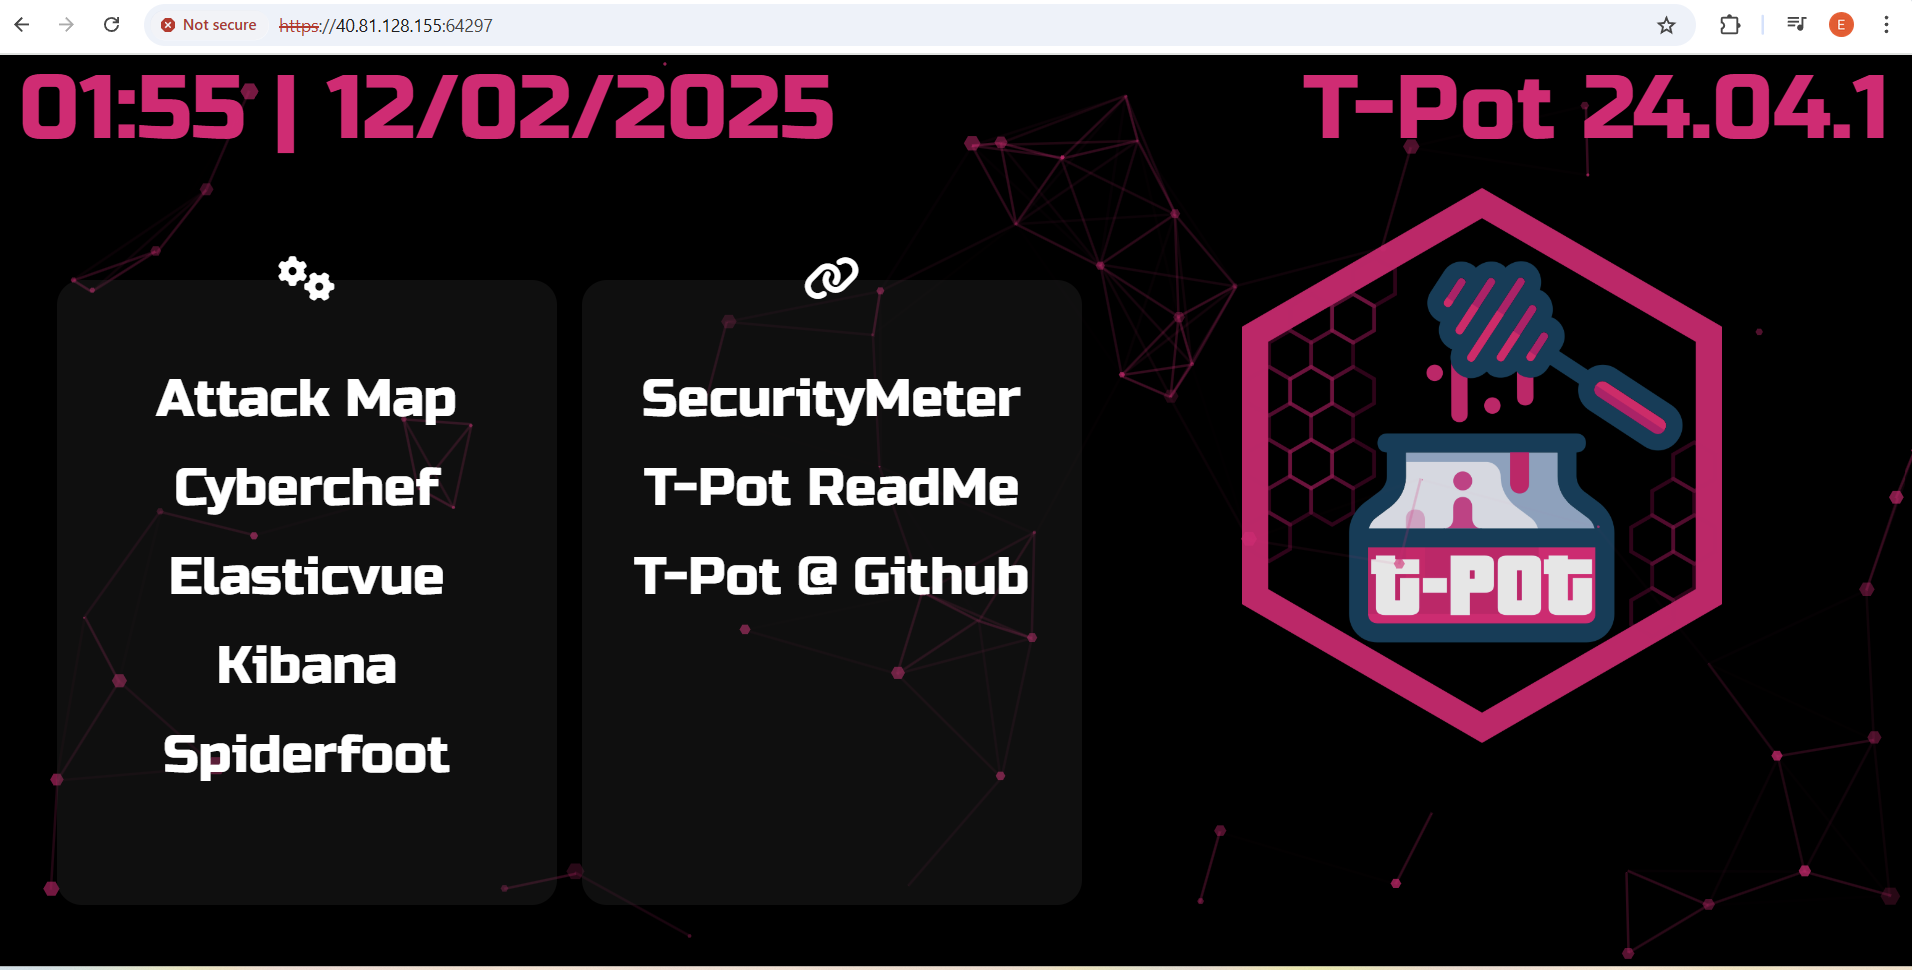 Not secure
https://40.81.128.155:64297
E
01:55 | 12/02/2025
T-Pot 24.04.1
Attack Map
Cyberchef
Elasticvue
Kibana
Spiderfoot
SecurityMeter
T-Pot ReadMe
T-Pot @ Github
t-pot